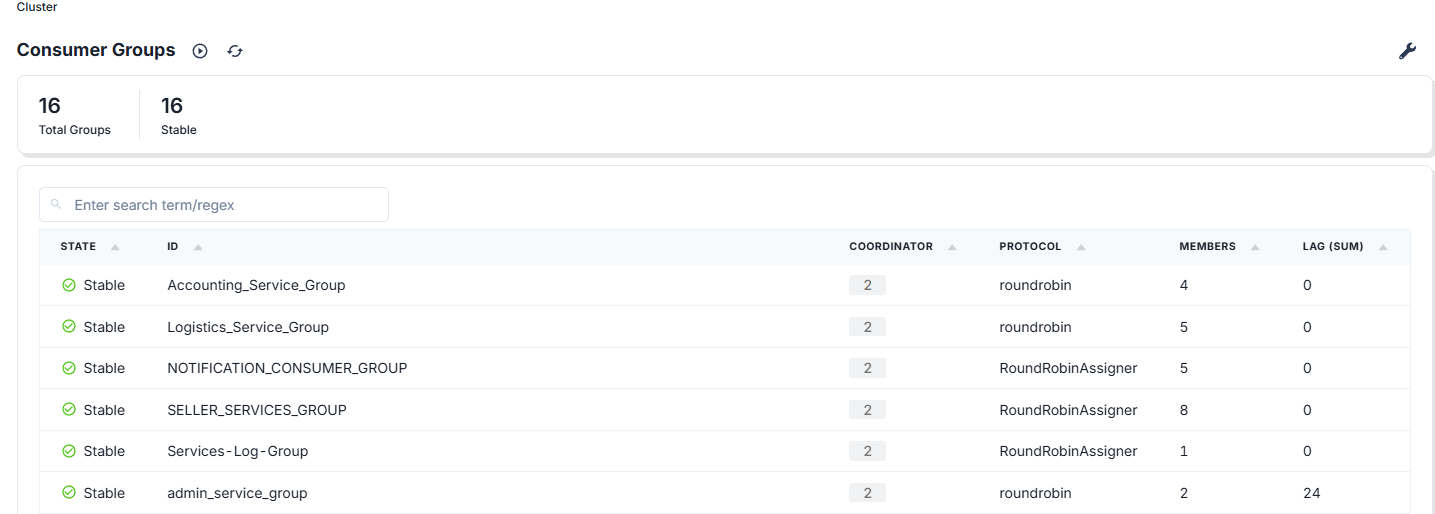 Cluster
Consumer Groups
16 16
Total Groups Stable
Enter search term/regex
STATE ID COORDINATOR PROTOCOL MEMBERS LAG (SUM)
Stable Accounting_Service_Group 2 roundrobin 4 0
Stable Logistics_Service_Group 2 roundrobin 5 0
Stable NOTIFICATION_CONSUMER_GROUP 2 RoundRobinAssigner 5 0
Stable SELLER_SERVICES_GROUP 2 RoundRobinAssigner 8 0
Stable Services-Log-Group 2 RoundRobinAssigner 1 0
Stable admin_service_group 2 roundrobin 2 24